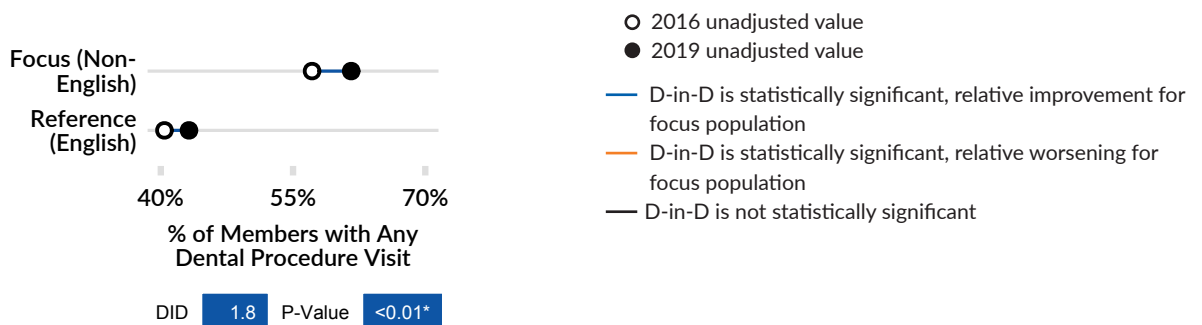 Focus (Non-
English)
Reference
(English)
40%
55%
70%
% of Members with Any
Dental Procedure Visit
DID 1.8 P-Value <0.01*
2016 unadjusted value
2019 unadjusted value
D-in-D is statistically significant, relative improvement for
focus population
D-in-D is statistically significant, relative worsening for
focus population
D-in-D is not statistically significant